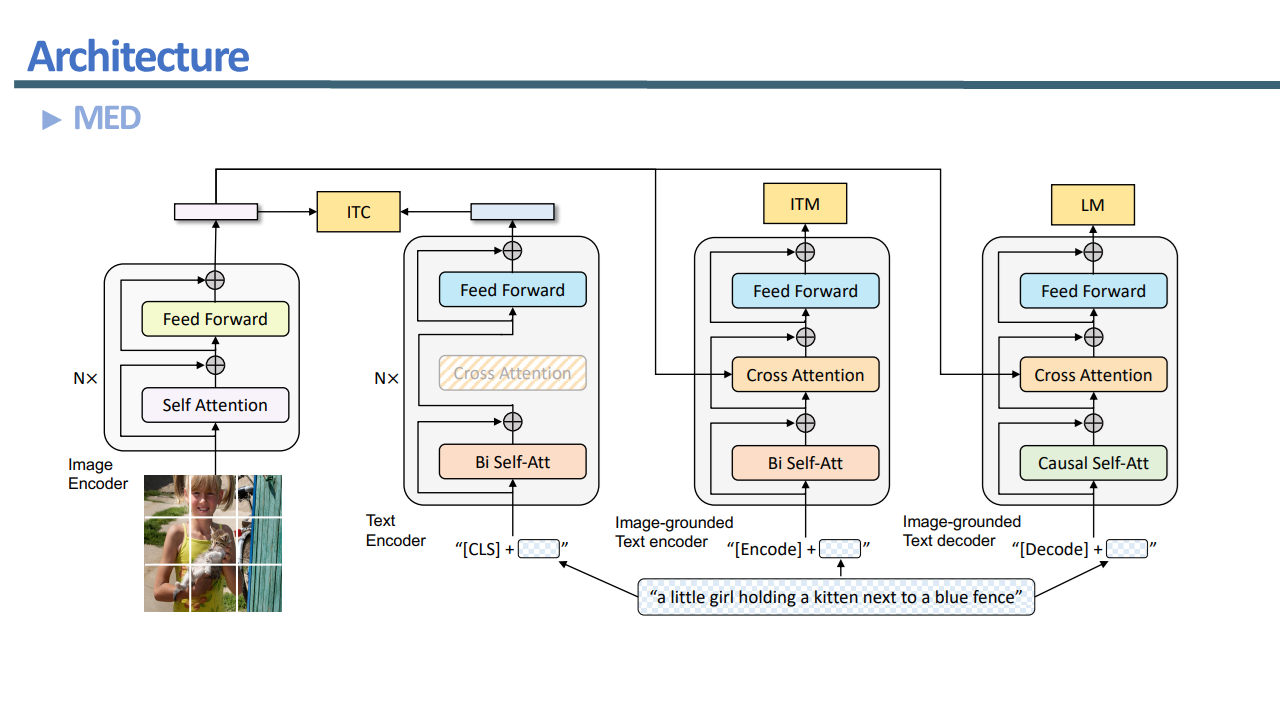 Architecture
► MED
ITC
ITM
LM
Feed Forward
Self Attention
N×
Image
Encoder
Feed Forward
Cross Attention
Bi Self-Att
N×
Text
Encoder
“[CLS] + ”
Feed Forward
Cross Attention
Bi Self-Att
Image-grounded
Text encoder
“[Encode] + ”
Feed Forward
Cross Attention
Causal Self-Att
Image-grounded
Text decoder
“[Decode] + ”
“a little girl holding a kitten next to a blue fence”